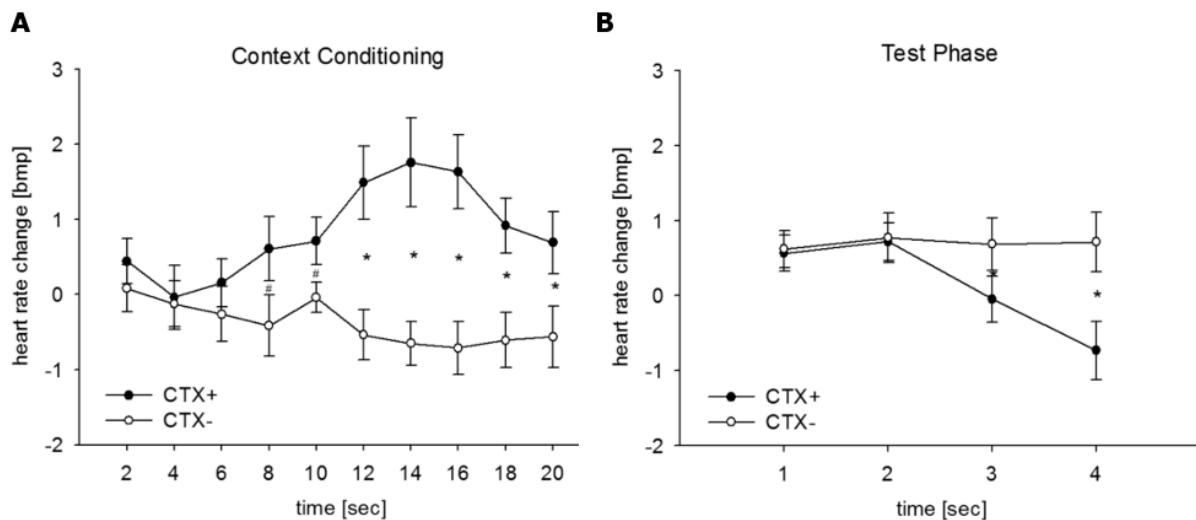 A
Context Conditioning
heart rate change [bmp]
3
2
1
0
-1
-2
# # * * * * *
CTX+
CTX-
2 4 6 8 10 12 14 16 18 20
time [sec]
B
Test Phase
heart rate change [bmp]
3
2
1
0
-1
-2
* *
CTX+
CTX-
1 2 3 4
time [sec]